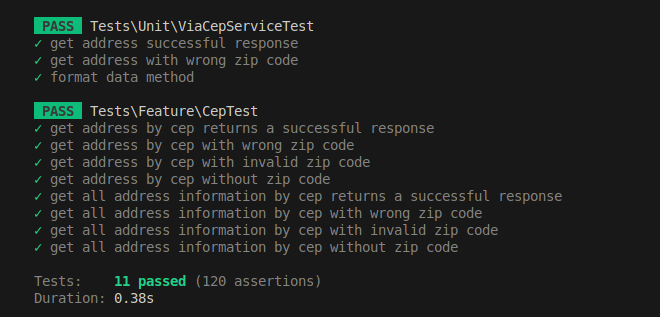 PASS Tests\Unit\ViaCepServiceTest
✓ get address successful response
✓ get address with wrong zip code
✓ format data method
PASS Tests\Feature\CepTest
✓ get address by cep returns a successful response
✓ get address by cep with wrong zip code
✓ get address by cep with invalid zip code
✓ get address by cep without zip code
✓ get all address information by cep returns a successful response
✓ get all address information by cep with wrong zip code
✓ get all address information by cep with invalid zip code
✓ get all address information by cep without zip code
Tests: 11 passed (120 assertions)
Duration: 0.38s